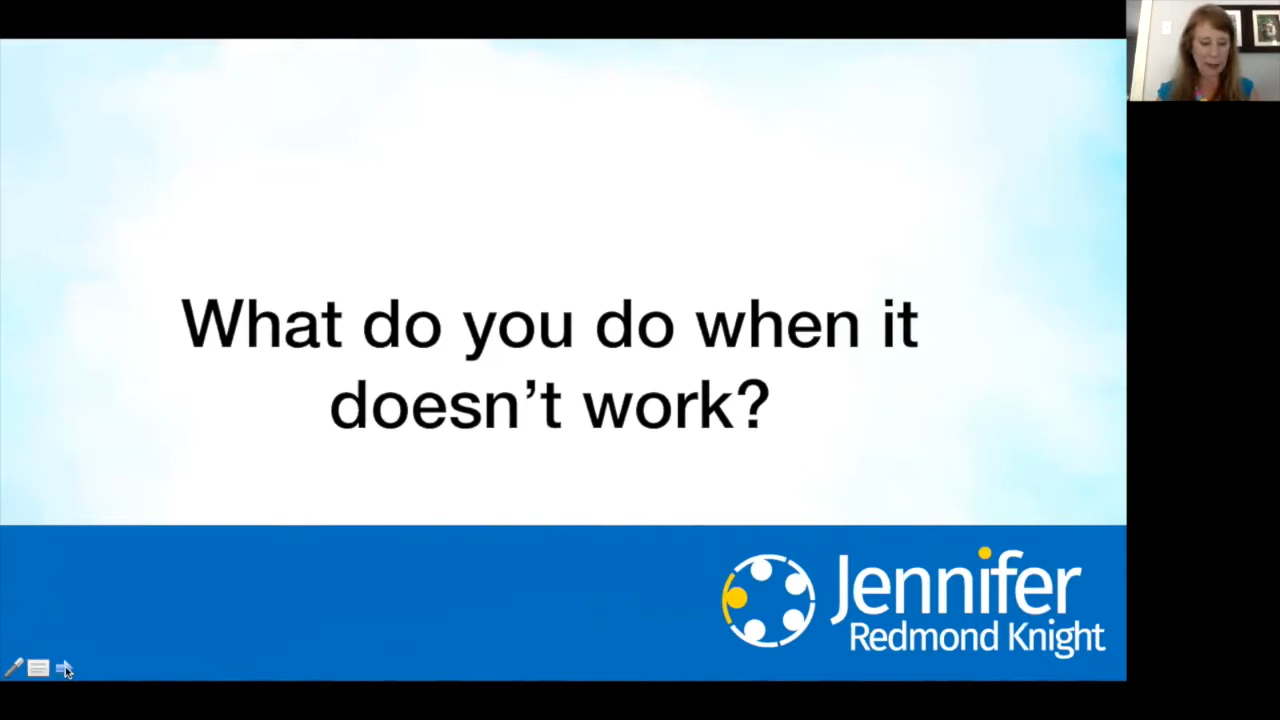 What do you do when it
doesn’t work?
Jennifer
Redmond Knight